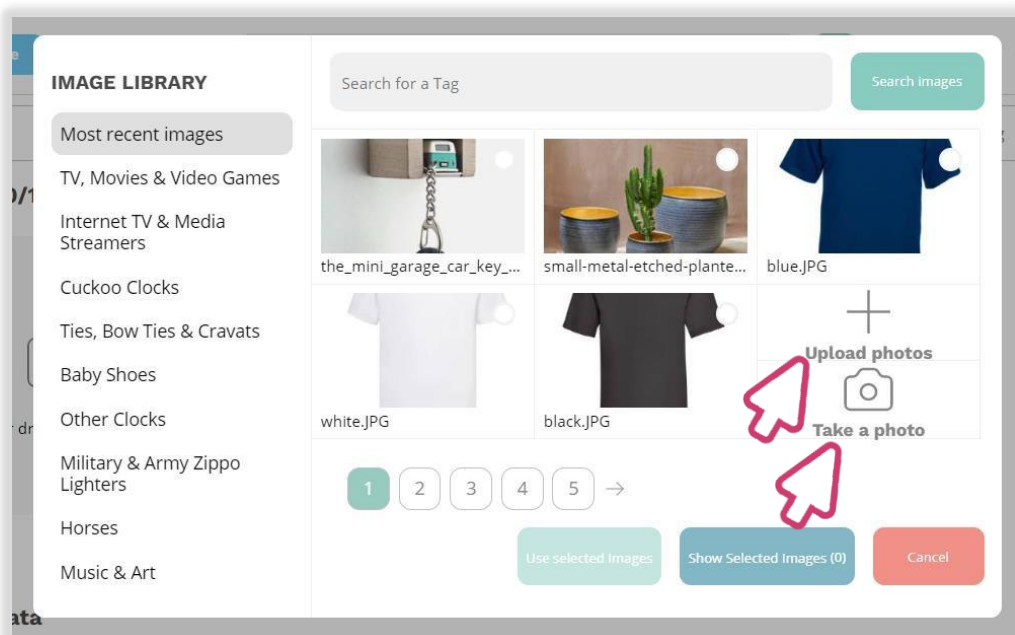 IMAGE LIBRARY
Most recent images
TV, Movies & Video Games
Internet TV & Media
Streamers
Cuckoo Clocks
Ties, Bow Ties & Cravats
Baby Shoes
Other Clocks
Military & Army Zippo
Lighters
Horses
Music & Art
Search for a Tag
Search images
the_mini_garage_car_key_...
small-metal-etched-plante...
blue.JPG
white.JPG
black.JPG
Upload photos
Take a photo
1 2 3 4 5
Use selected Images
Show Selected Images (0)
Cancel
ata